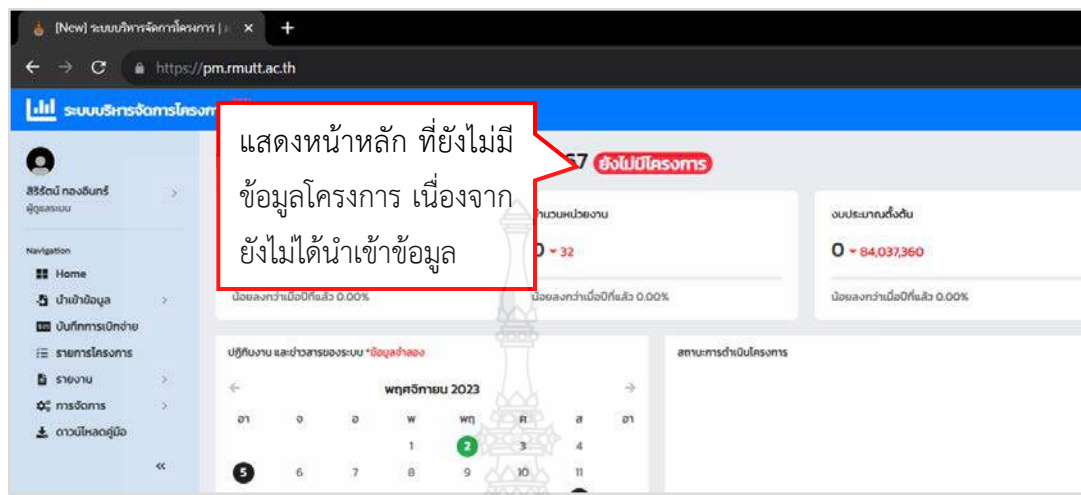 [New] ระบบบริหารจัดการโครงการ |
https://pm.rmutt.ac.th
ระบบบริหารจัดการโครงก
แสดงหน้าหลัก ที่ยังไม่มี
ข้อมูลโครงการ เนื่องจาก
ยังไม่ได้นำเข้าข้อมูล
67 ยังไม่มีโครงการ
สิริรัตน์ ทองอินทร์
ผู้ดูแลระบบ
จำนวนหน่วยงาน
งบประมาณตั้งต้น
0 32
0 84,037,360
น้อยลงกว่าเมื่อปีที่แล้ว 0.00%
น้อยลงกว่าเมื่อปีที่แล้ว 0.00%
น้อยลงกว่าเมื่อปีที่แล้ว 0.00%
Navigation
Home
นำเข้าข้อมูล
บันทึกการเบิกจ่าย
รายการโครงการ
รายงาน
การจัดการ
ดาวน์โหลดคู่มือ
ปฏิทินงาน และข่าวสารของระบบ *ข้อมูลจำลอง
สถานะการดำเนินโครงการ
พฤศจิกายน 2023
อา จ อ พ พฤ ศ ส อา
1 2 3 4
5 6 7 8 9 10 11